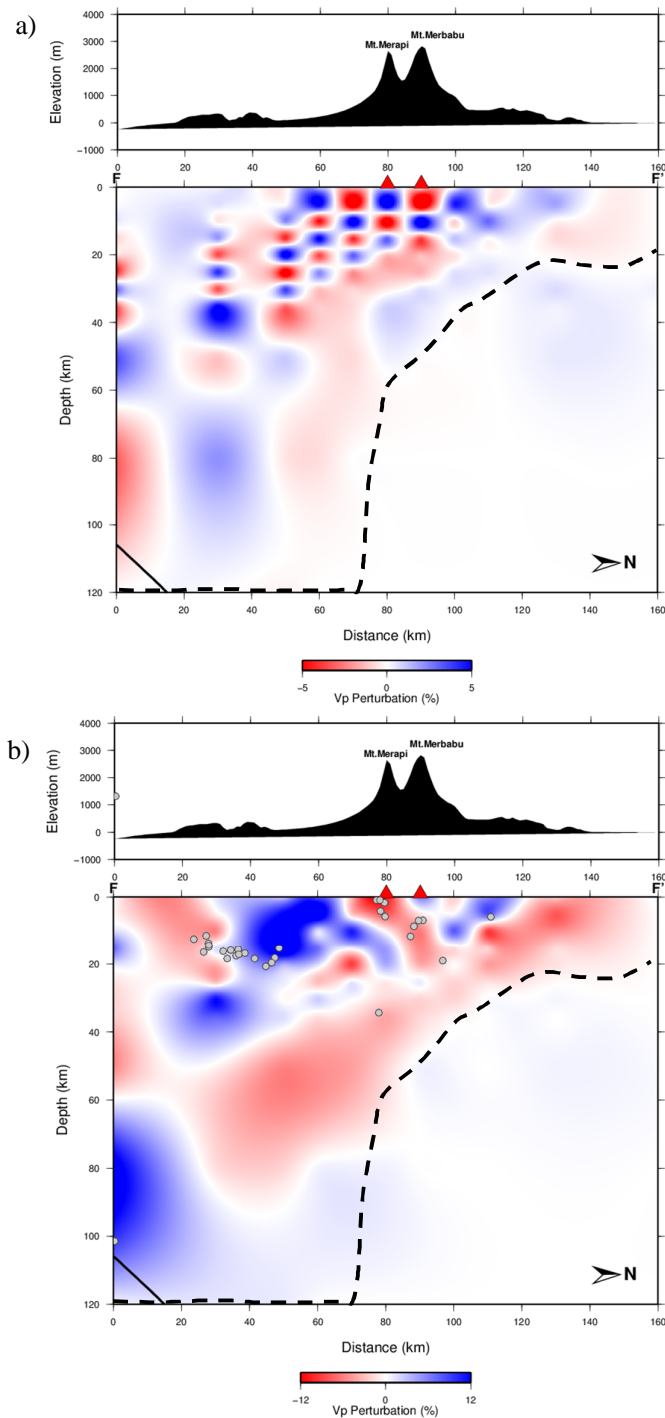 a)
4000
3000
2000
1000
0
−1000
Elevation (m)
Mt.Merapi
Mt.Merbabu
0 20 40 60 80 100 120 140 160
F F'
0
20
40
60
80
100
120
Depth (km)
N
0 20 40 60 80 100 120 140 160
Distance (km)
−5 0 5
Vp Perturbation (%)
b)
4000
3000
2000
1000
0
−1000
Elevation (m)
Mt.Merapi
Mt.Merbabu
0 20 40 60 80 100 120 140 160
F F'
0
20
40
60
80
100
120
Depth (km)
N
0 20 40 60 80 100 120 140 160
Distance (km)
−12 0 12
Vp Perturbation (%)